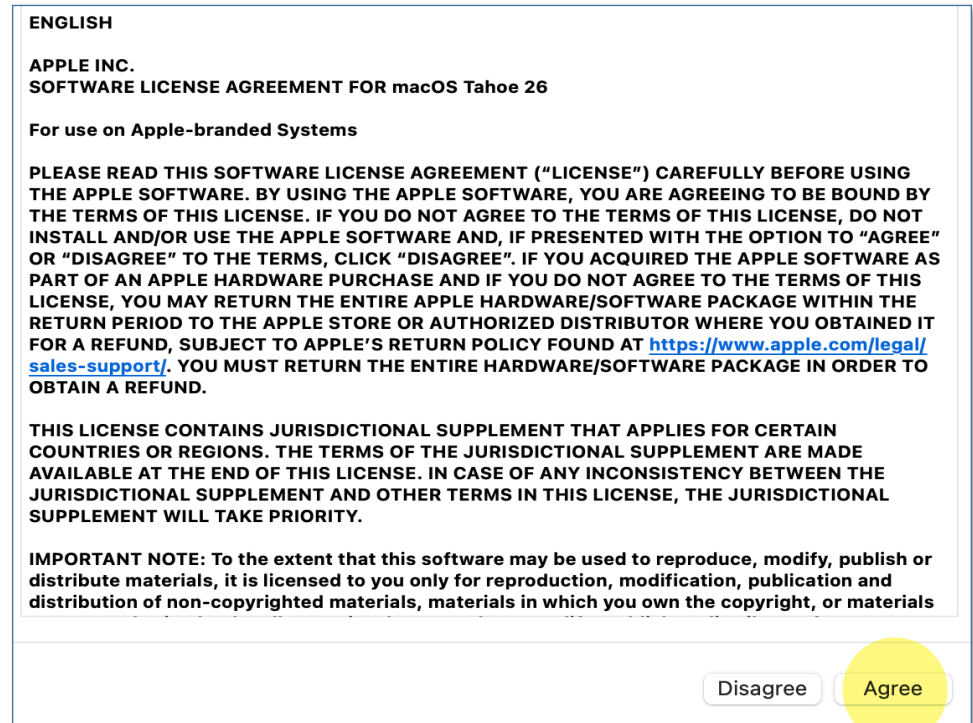 ENGLISH
APPLE INC.
SOFTWARE LICENSE AGREEMENT FOR macOS Tahoe 26
For use on Apple-branded Systems
PLEASE READ THIS SOFTWARE LICENSE AGREEMENT (“LICENSE”) CAREFULLY BEFORE USING
THE APPLE SOFTWARE. BY USING THE APPLE SOFTWARE, YOU ARE AGREEING TO BE BOUND BY
THE TERMS OF THIS LICENSE. IF YOU DO NOT AGREE TO THE TERMS OF THIS LICENSE, DO NOT
INSTALL AND/OR USE THE APPLE SOFTWARE AND, IF PRESENTED WITH THE OPTION TO “AGREE”
OR “DISAGREE” TO THE TERMS, CLICK “DISAGREE”. IF YOU ACQUIRED THE APPLE SOFTWARE AS
PART OF AN APPLE HARDWARE PURCHASE AND IF YOU DO NOT AGREE TO THE TERMS OF THIS
LICENSE, YOU MAY RETURN THE ENTIRE APPLE HARDWARE/SOFTWARE PACKAGE WITHIN THE
RETURN PERIOD TO THE APPLE STORE OR AUTHORIZED DISTRIBUTOR WHERE YOU OBTAINED IT
FOR A REFUND, SUBJECT TO APPLE’S RETURN POLICY FOUND AT https://www.apple.com/legal/
sales-support/. YOU MUST RETURN THE ENTIRE HARDWARE/SOFTWARE PACKAGE IN ORDER TO
OBTAIN A REFUND.
THIS LICENSE CONTAINS JURISDICTIONAL SUPPLEMENT THAT APPLIES FOR CERTAIN
COUNTRIES OR REGIONS. THE TERMS OF THE JURISDICTIONAL SUPPLEMENT ARE MADE
AVAILABLE AT THE END OF THIS LICENSE. IN CASE OF ANY INCONSISTENCY BETWEEN THE
JURISDICTIONAL SUPPLEMENT AND OTHER TERMS IN THIS LICENSE, THE JURISDICTIONAL
SUPPLEMENT WILL TAKE PRIORITY.
IMPORTANT NOTE: To the extent that this software may be used to reproduce, modify, publish or
distribute materials, it is licensed to you only for reproduction, modification, publication and
distribution of non-copyrighted materials, materials in which you own the copyright, or materials
Disagree
Agree